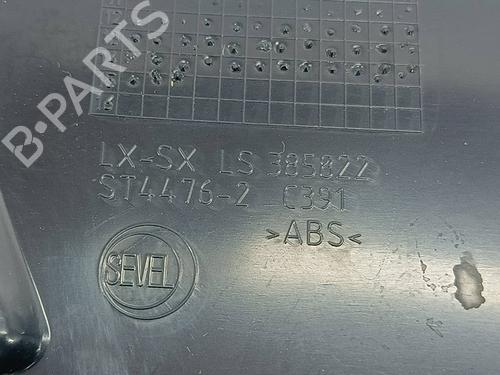 B-PARTS
LX-SX LS 385822
ST4476-2 C391
>ABS<
SEVEL